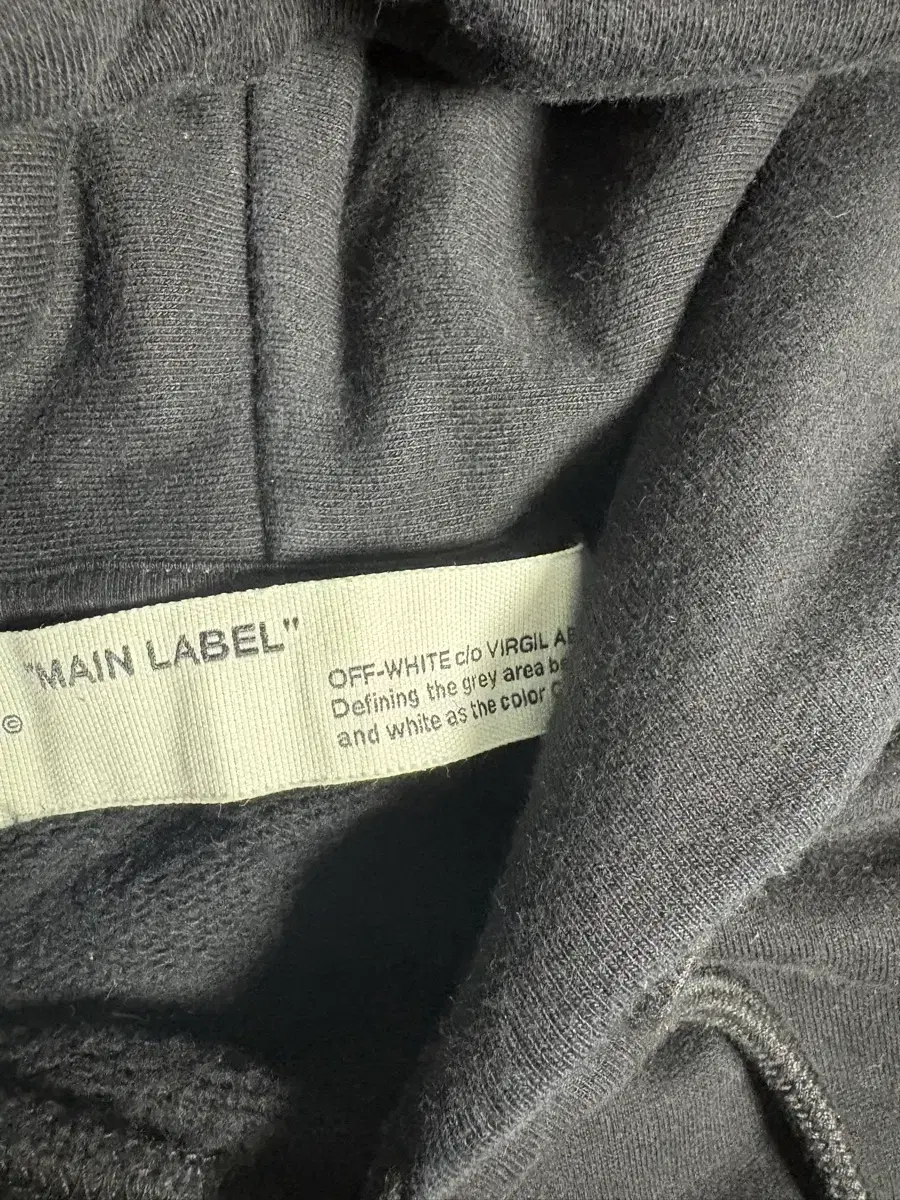 "MAIN LABEL"
©
OFF-WHITE c/o VIRGIL
Defining the grey area
and white as the color